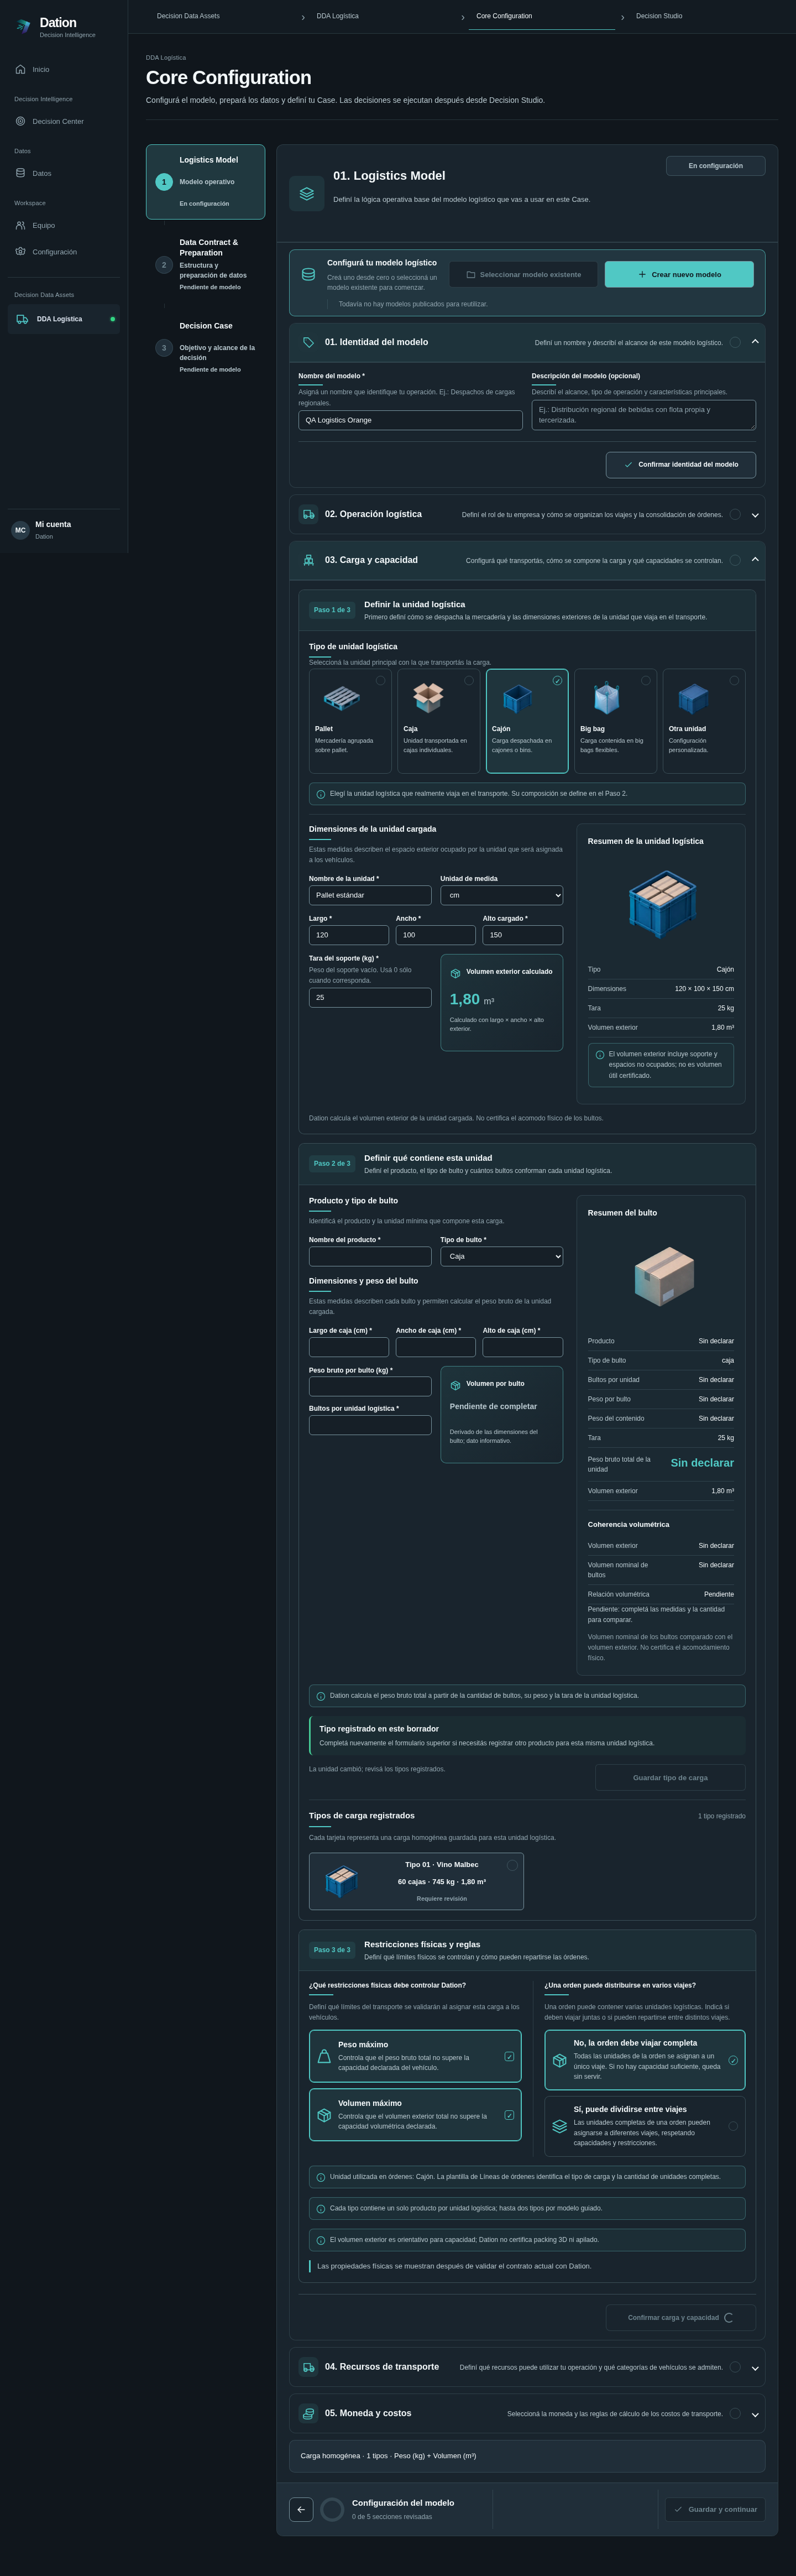 Dation
Decision Intelligence
Inicio
Decision Intelligence
Decision Center
Datos
Datos
Workspace
Equipo
Configuración
Decision Data Assets
DDA Logística
MC
Mi cuenta
Dation
Decision Data Assets
DDA Logística
Core Configuration
Decision Studio
DDA Logística
Core Configuration
Configurá el modelo, prepará los datos y definí tu Case. Las decisiones se ejecutan después desde Decision Studio.
Logistics Model
1
Modelo operativo
En configuración
Data Contract &
Preparation
2
Estructura y
preparación de datos
Pendiente de modelo
Decision Case
3
Objetivo y alcance de la
decisión
Pendiente de modelo
01. Logistics Model
Definí la lógica operativa base del modelo logístico que vas a usar en este Case.
En configuración
Configurá tu modelo logístico
Creá uno desde cero o seleccioná un
modelo existente para comenzar.
Seleccionar modelo existente
Crear nuevo modelo
Todavía no hay modelos publicados para reutilizar.
01. Identidad del modelo
Definí un nombre y describí el alcance de este modelo logístico.
Nombre del modelo *
Asigná un nombre que identifique tu operación. Ej.: Despachos de cargas
regionales.
QA Logistics Orange
Descripción del modelo (opcional)
Describí el alcance, tipo de operación y características principales.
Ej.: Distribución regional de bebidas con flota propia y
tercerizada.
Confirmar identidad del modelo
02. Operación logística
Definí el rol de tu empresa y cómo se organizan los viajes y la consolidación de órdenes.
03. Carga y capacidad
Configurá qué transportás, cómo se compone la carga y qué capacidades se controlan.
Paso 1 de 3
Definir la unidad logística
Primero definí cómo se despacha la mercadería y las dimensiones exteriores de la unidad que viaja en el transporte.
Tipo de unidad logística
Seleccioná la unidad principal con la que transportás la carga.
Pallet
Mercadería agrupada
sobre pallet.
Caja
Unidad transportada en
cajas individuales.
Cajón
Carga despachada en
cajones o bins.
Big bag
Carga contenida en big
bags flexibles.
Otra unidad
Configuración
personalizada.
Elegí la unidad logística que realmente viaja en el transporte. Su composición se define en el Paso 2.
Dimensiones de la unidad cargada
Estas medidas describen el espacio exterior ocupado por la unidad que será asignada
a los vehículos.
Nombre de la unidad *
Pallet estándar
Unidad de medida
cm
Largo *
120
Ancho *
100
Alto cargado *
150
Tara del soporte (kg) *
Peso del soporte vacío. Usá 0 sólo
cuando corresponda.
25
Volumen exterior calculado
1,80 m³
Calculado con largo × ancho × alto
exterior.
Resumen de la unidad logística
Tipo Cajón
Dimensiones 120 × 100 × 150 cm
Tara 25 kg
Volumen exterior 1,80 m³
El volumen exterior incluye soporte y
espacios no ocupados; no es volumen
útil certificado.
Dation calcula el volumen exterior de la unidad cargada. No certifica el acomodo físico de los bultos.
Paso 2 de 3
Definir qué contiene esta unidad
Definí el producto, el tipo de bulto y cuántos bultos conforman cada unidad logística.
Producto y tipo de bulto
Identificá el producto y la unidad mínima que compone esta carga.
Nombre del producto *
Tipo de bulto *
Caja
Dimensiones y peso del bulto
Estas medidas describen cada bulto y permiten calcular el peso bruto de la unidad
cargada.
Largo de caja (cm) *
Ancho de caja (cm) *
Alto de caja (cm) *
Peso bruto por bulto (kg) *
Bultos por unidad logística *
Volumen por bulto
Pendiente de completar
Derivado de las dimensiones del
bulto; dato informativo.
Resumen del bulto
Producto Sin declarar
Tipo de bulto caja
Bultos por unidad Sin declarar
Peso por bulto Sin declarar
Peso del contenido Sin declarar
Tara 25 kg
Peso bruto total de la
unidad
Sin declarar
Volumen exterior 1,80 m³
Coherencia volumétrica
Volumen exterior Sin declarar
Volumen nominal de
bultos
Sin declarar
Relación volumétrica Pendiente
Pendiente: completá las medidas y la cantidad
para comparar.
Volumen nominal de los bultos comparado con el
volumen exterior. No certifica el acomodamiento
físico.
Dation calcula el peso bruto total a partir de la cantidad de bultos, su peso y la tara de la unidad logística.
Tipo registrado en este borrador
Completá nuevamente el formulario superior si necesitás registrar otro producto para esta misma unidad logística.
La unidad cambió; revisá los tipos registrados.
Guardar tipo de carga
Tipos de carga registrados
1 tipo registrado
Cada tarjeta representa una carga homogénea guardada para esta unidad logística.
Tipo 01 · Vino Malbec
60 cajas · 745 kg · 1,80 m³
Requiere revisión
Paso 3 de 3
Restricciones físicas y reglas
Definí qué límites físicos se controlan y cómo pueden repartirse las órdenes.
¿Qué restricciones físicas debe controlar Dation?
Definí qué límites del transporte se validarán al asignar esta carga a los
vehículos.
Peso máximo
Controla que el peso bruto total no supere la
capacidad declarada del vehículo.
Volumen máximo
Controla que el volumen exterior total no supere la
capacidad volumétrica declarada.
¿Una orden puede distribuirse en varios viajes?
Una orden puede contener varias unidades logísticas. Indicá si
deben viajar juntas o si pueden repartirse entre distintos viajes.
No, la orden debe viajar completa
Todas las unidades de la orden se asignan a un
único viaje. Si no hay capacidad suficiente, queda
sin servir.
Sí, puede dividirse entre viajes
Las unidades completas de una orden pueden
asignarse a diferentes viajes, respetando
capacidades y restricciones.
Unidad utilizada en órdenes: Cajón. La plantilla de Líneas de órdenes identifica el tipo de carga y la cantidad de unidades completas.
Cada tipo contiene un solo producto por unidad logística; hasta dos tipos por modelo guiado.
El volumen exterior es orientativo para capacidad; Dation no certifica packing 3D ni apilado.
Las propiedades físicas se muestran después de validar el contrato actual con Dation.
Confirmar carga y capacidad
04. Recursos de transporte
Definí qué recursos puede utilizar tu operación y qué categorías de vehículos se admiten.
05. Moneda y costos
Seleccioná la moneda y las reglas de cálculo de los costos de transporte.
Carga homogénea · 1 tipos · Peso (kg) + Volumen (m³)
Configuración del modelo
0 de 5 secciones revisadas
Guardar y continuar